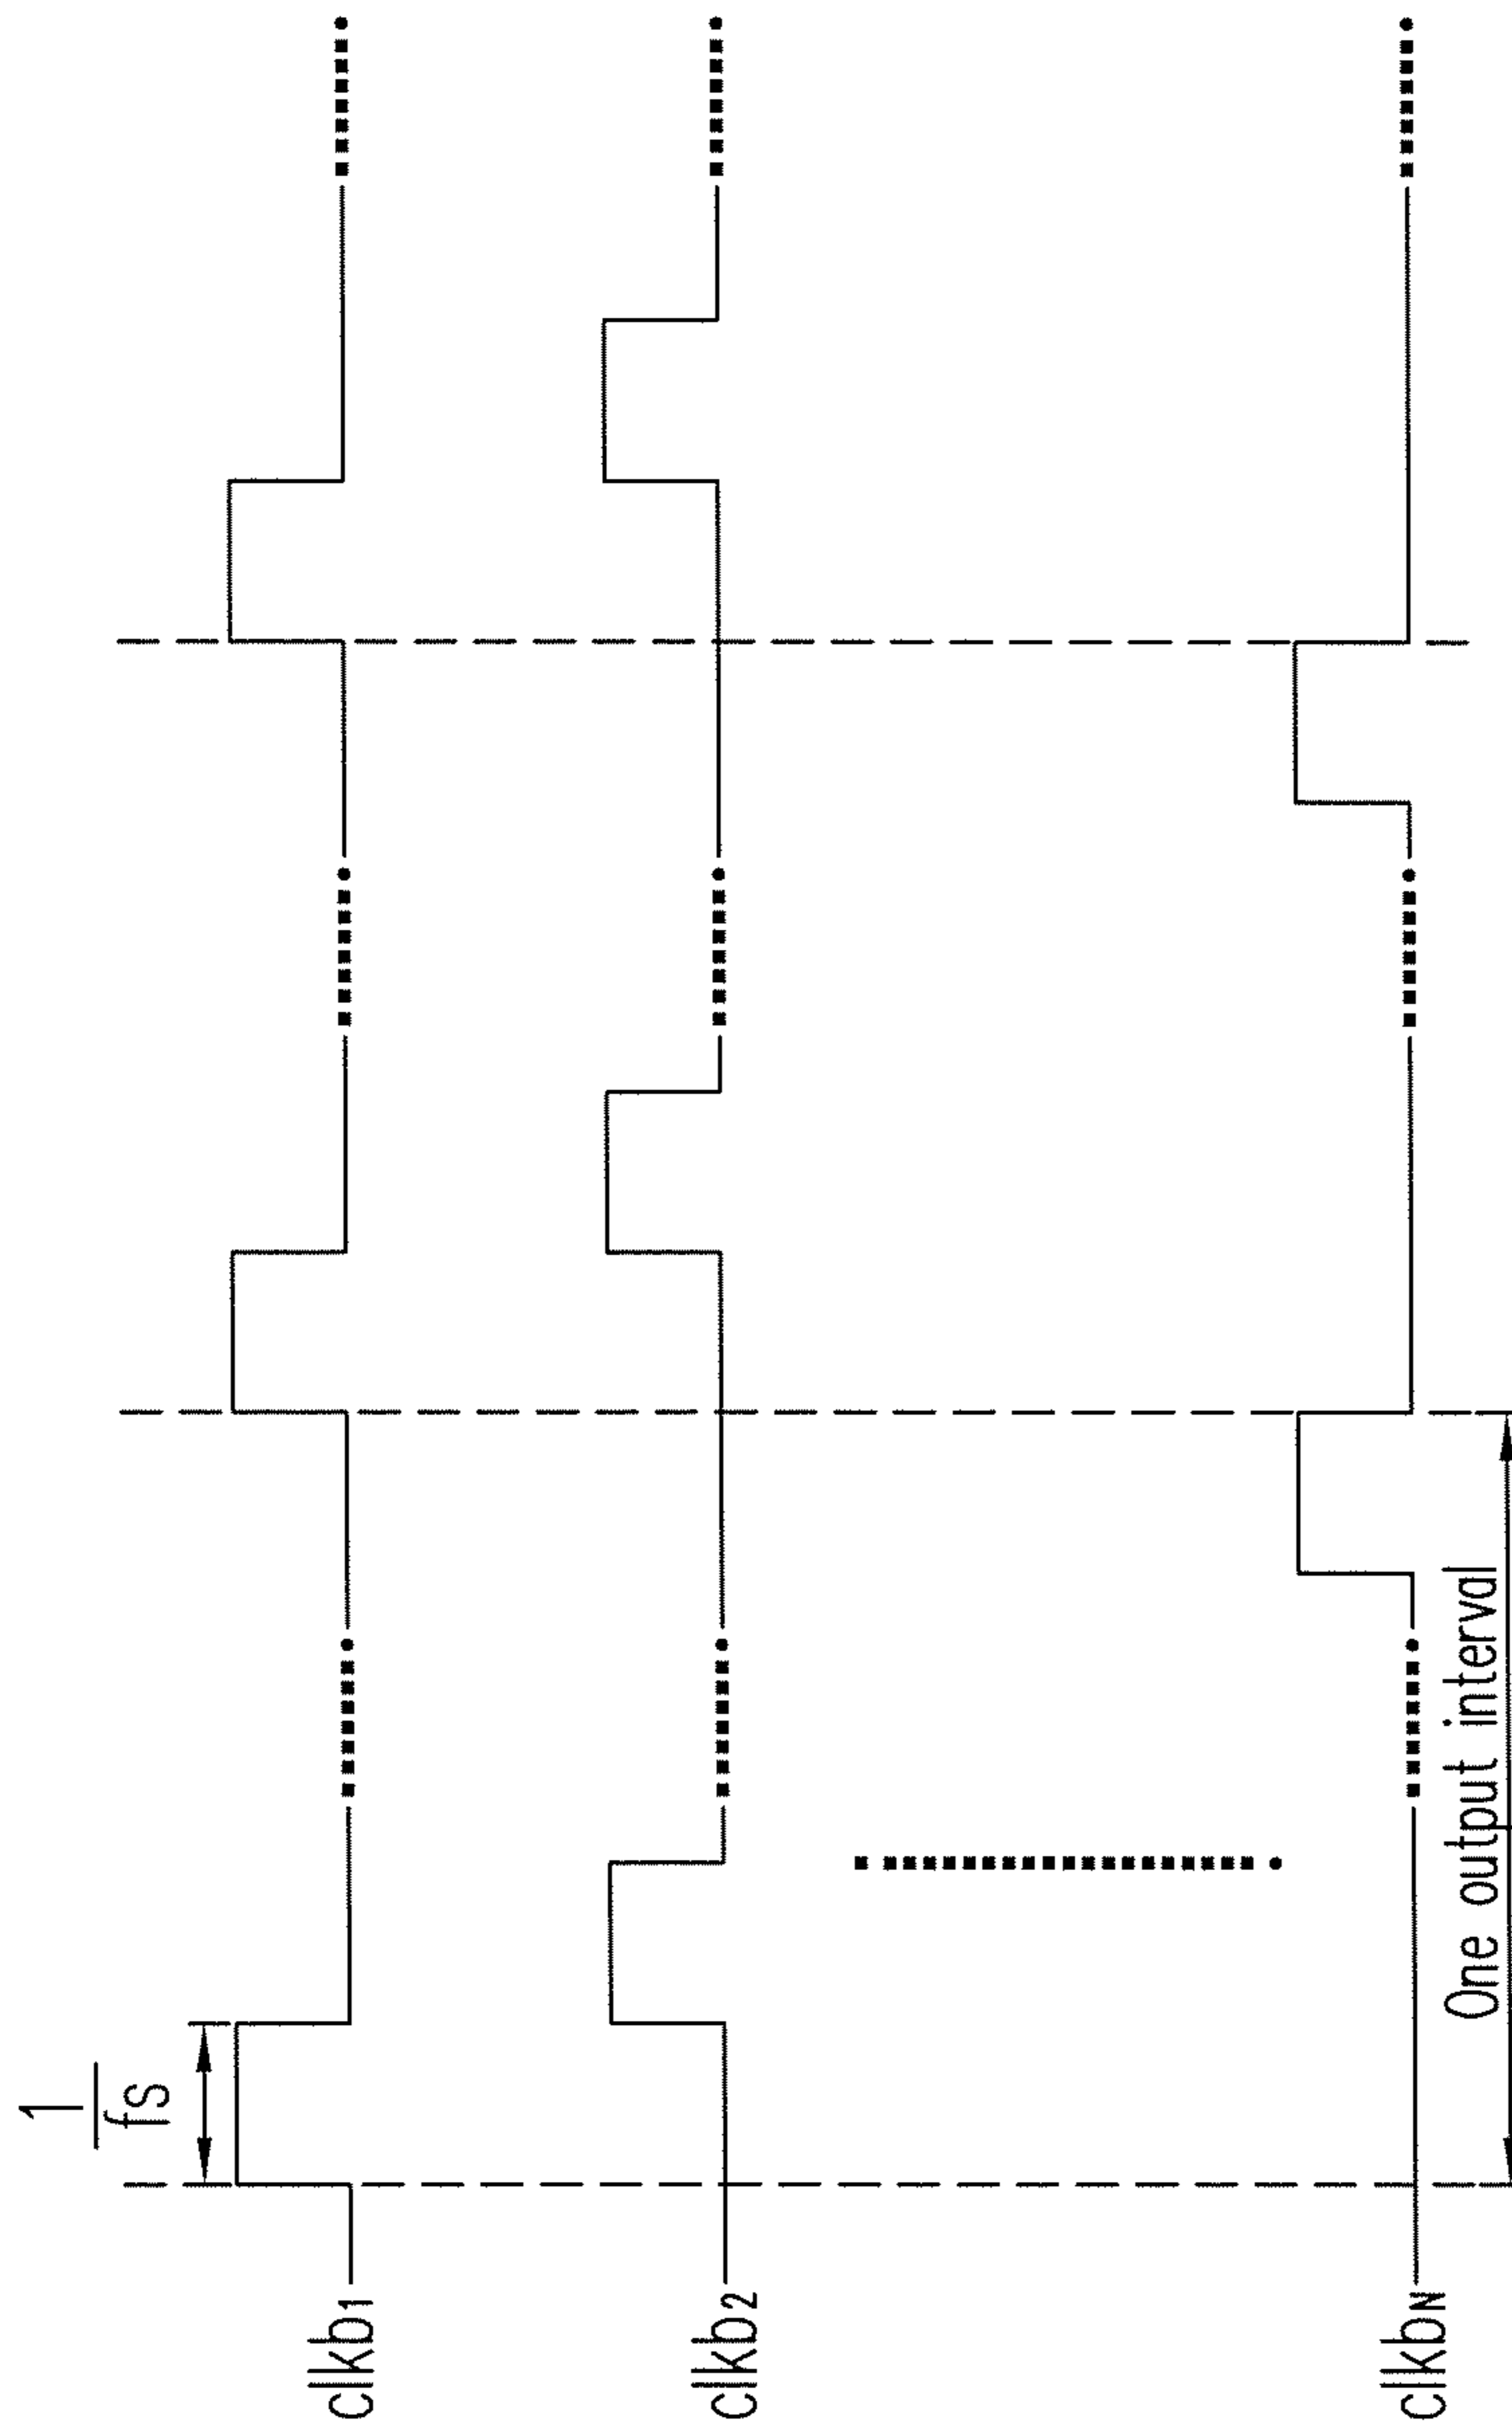 1
fs
clkb1
clkb2
clkbN
One output interval